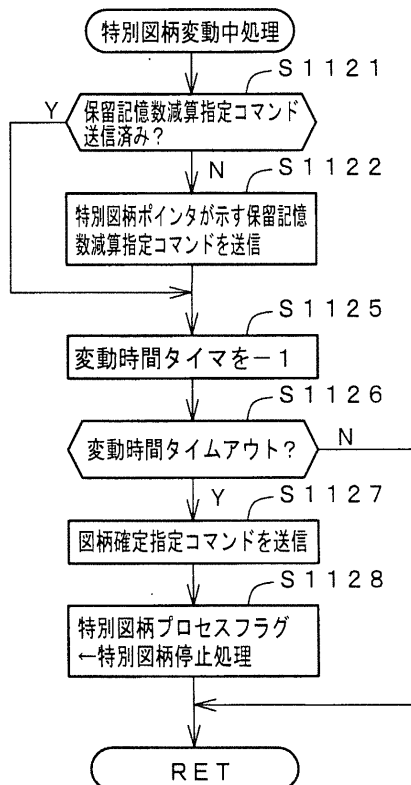 特別図柄変動中処理
S1121
Y
保留記憶数減算指定コマンド
送信済み?
N
S1122
特別図柄ポインタが示す保留記憶
数減算指定コマンドを送信
S1125
変動時間タイマを-1
S1126
変動時間タイムアウト?
N
Y
S1127
図柄確定指定コマンドを送信
S1128
特別図柄プロセスフラグ
←特別図柄停止処理
RET